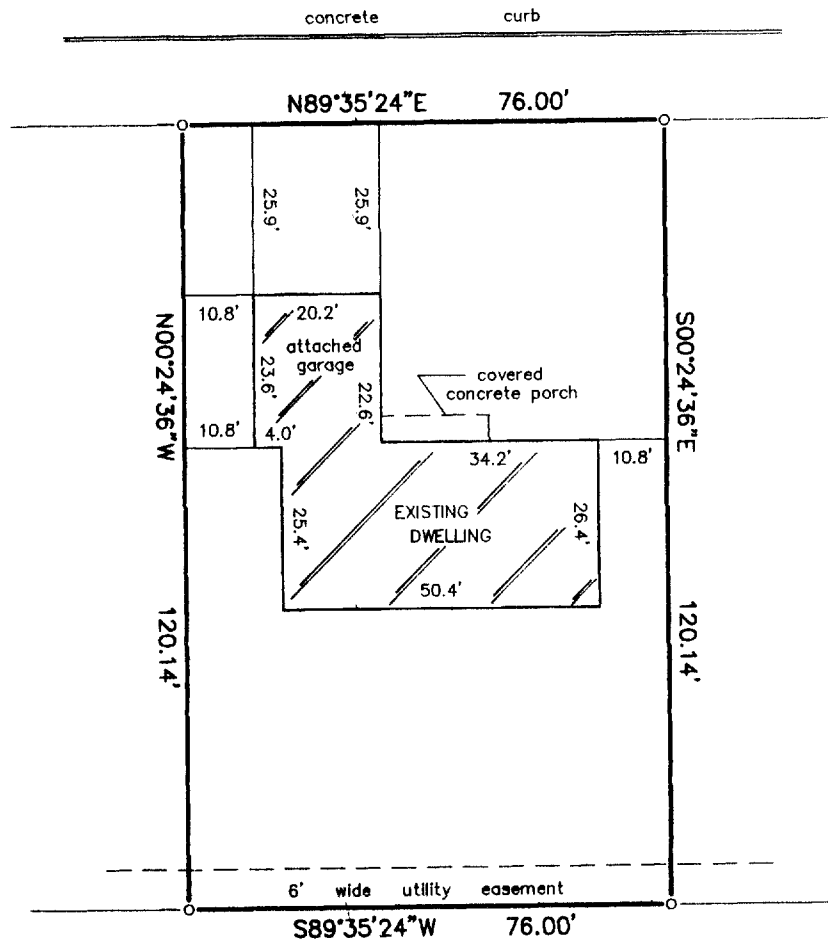 concrete curb
N89°35'24"E 76.00'
25.9'
25.9'
10.8'
20.2'
attached
garage
N00°24'36"W
S00°24'36"E
23.6'
22.6'
covered
concrete porch
10.8'
4.0'
34.2'
10.8'
25.4'
EXISTING
DWELLING
26.4'
50.4'
120.14'
120.14'
6' wide utility easement
S89°35'24"W 76.00'